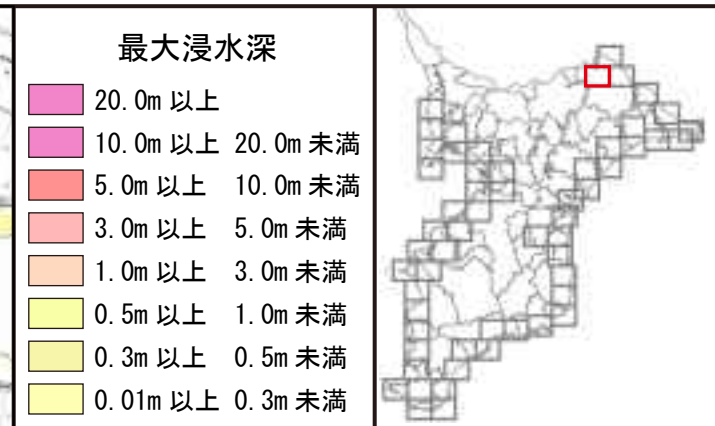 最大浸水深
20.0m 以上
10.0m 以上 20.0m 未満
5.0m 以上 10.0m 未満
3.0m 以上 5.0m 未満
1.0m 以上 3.0m 未満
0.5m 以上 1.0m 未満
0.3m 以上 0.5m 未満
0.01m 以上 0.3m 未満